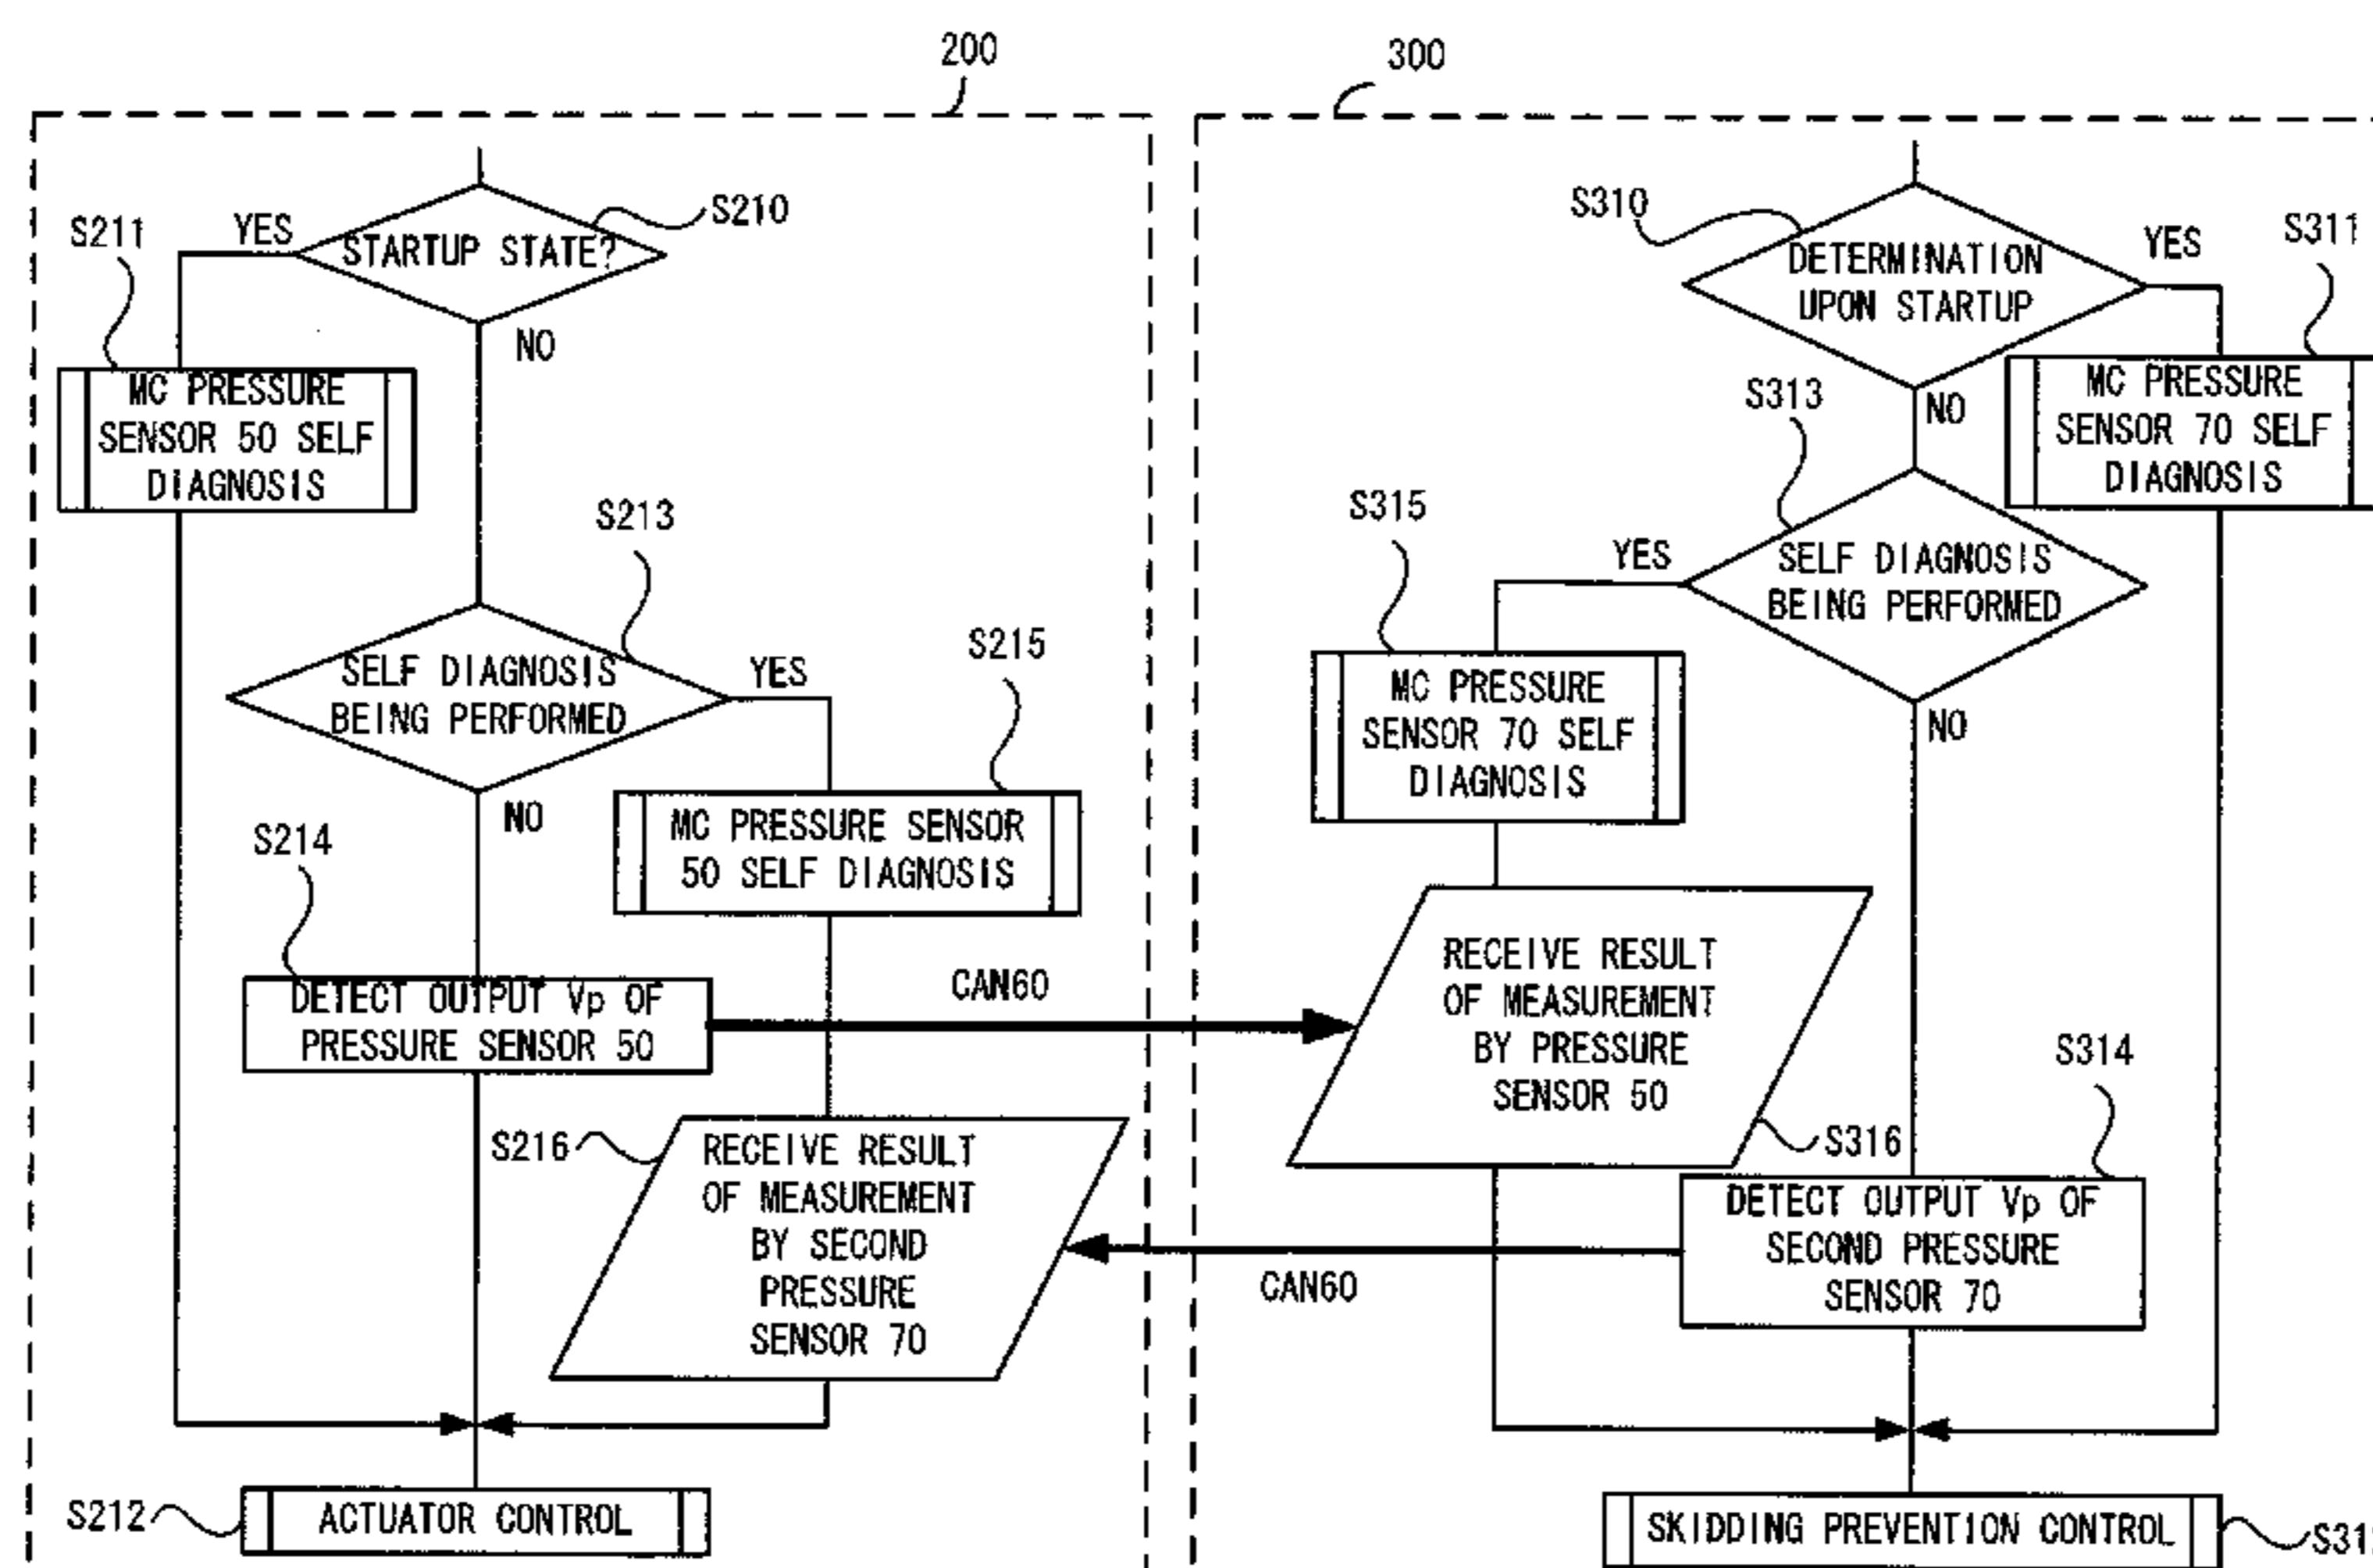 200
300
S210
S211
YES
STARTUP STATE?
NO
MC PRESSURE
SENSOR 50 SELF
DIAGNOSIS
S213
SELF DIAGNOSIS
BEING PERFORMED
YES
S215
NO
MC PRESSURE SENSOR
50 SELF DIAGNOSIS
S214
DETECT OUTPUT Vp OF
PRESSURE SENSOR 50
CAN60
S216
RECEIVE RESULT
OF MEASUREMENT
BY SECOND
PRESSURE
SENSOR 70
S212
ACTUATOR CONTROL
S310
DETERMINATION
UPON STARTUP
YES
S311
NO
MC PRESSURE
SENSOR 70 SELF
DIAGNOSIS
S313
S315
YES
SELF DIAGNOSIS
BEING PERFORMED
NO
MC PRESSURE
SENSOR 70 SELF
DIAGNOSIS
RECEIVE RESULT
OF MEASUREMENT
BY PRESSURE
SENSOR 50
S316
S314
DETECT OUTPUT Vp OF
SECOND PRESSURE
SENSOR 70
CAN60
SKIDDING PREVENTION CONTROL